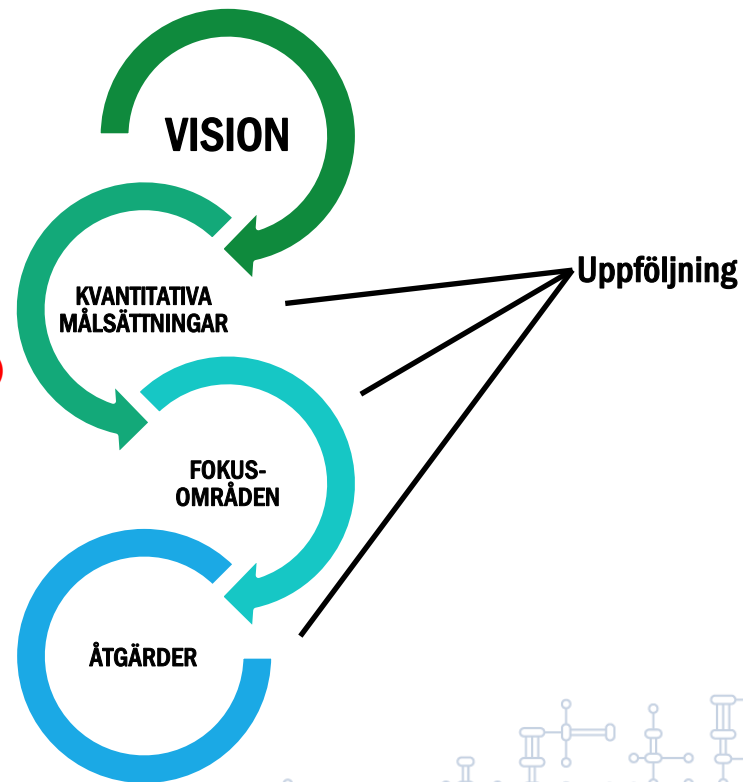 VISION
KVANTITATIVA
MÅLSÄTTNINGAR
Uppföljning
FOKUS-
OMRÅDEN
ÅTGÄRDER